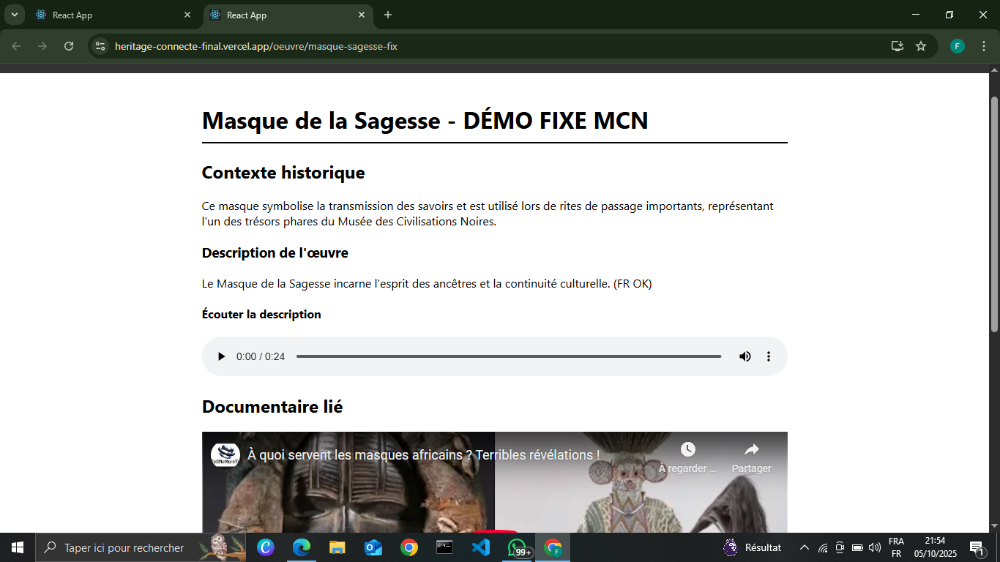 React App
React App
heritage-connecte-final.vercel.app/oeuvre/masque-sagesse-fix
F
Masque de la Sagesse - DÉMO FIXE MCN
Contexte historique
Ce masque symbolise la transmission des savoirs et est utilisé lors de rites de passage importants, représentant
l'un des trésors phares du Musée des Civilisations Noires.
Description de l'œuvre
Le Masque de la Sagesse incarne l'esprit des ancêtres et la continuité culturelle. (FR OK)
Écouter la description
0:00 / 0:24
Documentaire lié
TellMeMoreTv
À quoi servent les masques africains ? Terribles révélations !
À regarder ...
Partager
Taper ici pour rechercher
99+
F
Résultat
FRA
FR
21:54
05/10/2025
1